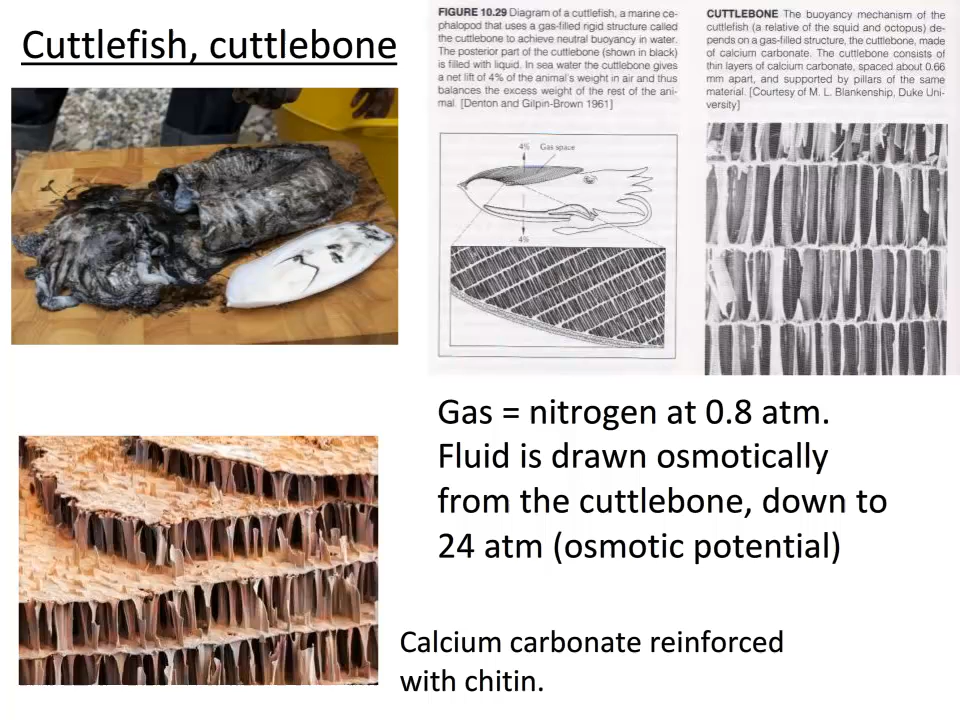 Cuttlefish, cuttlebone
FIGURE 10.29 Diagram of a cuttlefish, a marine ce-
phalopod that uses a gas-filled rigid structure called
the cuttlebone to achieve neutral buoyancy in water.
The posterior part of the cuttlebone (shown in black)
is filled with liquid. In sea water the cuttlebone gives
a net lift of 4% of the animal's weight in air and thus
balances the excess weight of the rest of the ani-
mal. [Denton and Gilpin-Brown 1961]
CUTTLEBONE The buoyancy mechanism of the
cuttlefish (a relative of the squid and octopus) de-
pends on a gas-filled structure, the cuttlebone, made
of calcium carbonate. The cuttlebone consists of
thin layers of calcium carbonate, spaced about 0.66
mm apart, and supported by pillars of the same
material. [Courtesy of M. L. Blankenship, Duke Uni-
versity]
4% Gas space
4%
Gas = nitrogen at 0.8 atm.
Fluid is drawn osmotically
from the cuttlebone, down to
24 atm (osmotic potential)
Calcium carbonate reinforced
with chitin.